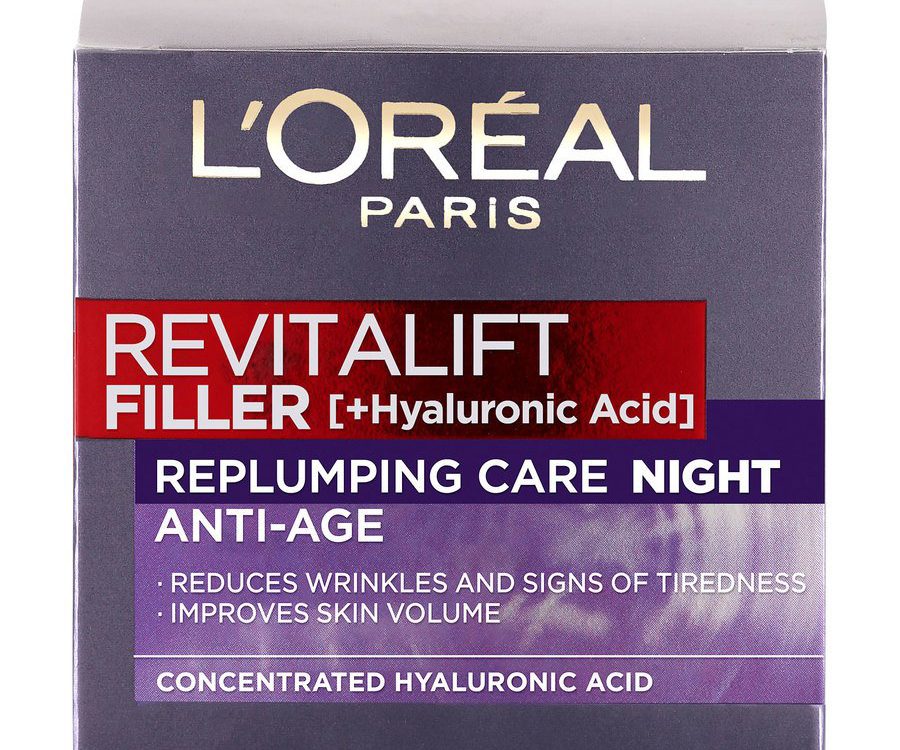 L'ORÉAL
PARIS
REVITALIFT
FILLER [+Hyaluronic Acid]
REPLUMPING CARE NIGHT
ANTI-AGE
· REDUCES WRINKLES AND SIGNS OF TIREDNESS
· IMPROVES SKIN VOLUME
CONCENTRATED HYALURONIC ACID